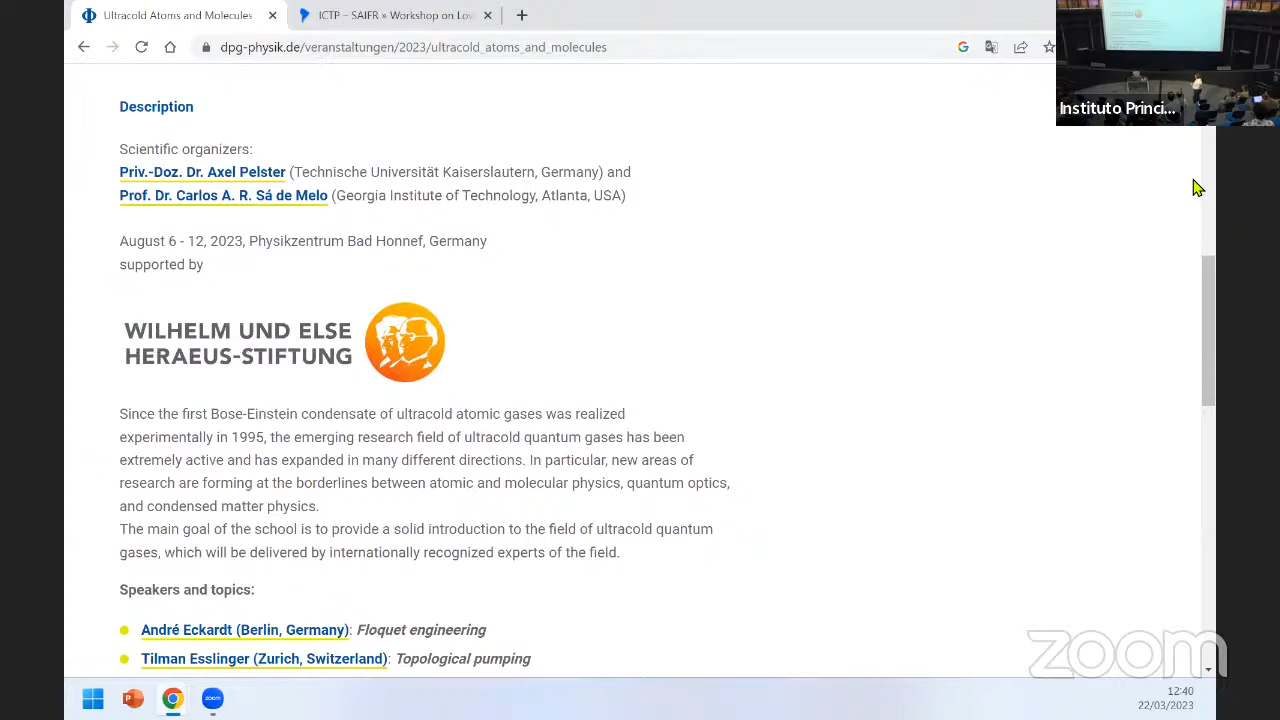 Ultracold Atoms and Molecules
ICTP – SAIFR » Workshop on
dpg-physik.de/veranstaltungen/2023/ultracold_atoms_and_molecules
Instituto Princi...
Description
Scientific organizers:
Priv.-Doz. Dr. Axel Pelster (Technische Universität Kaiserslautern, Germany) and
Prof. Dr. Carlos A. R. Sá de Melo (Georgia Institute of Technology, Atlanta, USA)
August 6 - 12, 2023, Physikzentrum Bad Honnef, Germany
supported by
WILHELM UND ELSE
HERAEUS-STIFTUNG
Since the first Bose-Einstein condensate of ultracold atomic gases was realized
experimentally in 1995, the emerging research field of ultracold quantum gases has been
extremely active and has expanded in many different directions. In particular, new areas of
research are forming at the borderlines between atomic and molecular physics, quantum optics,
and condensed matter physics.
The main goal of the school is to provide a solid introduction to the field of ultracold quantum
gases, which will be delivered by internationally recognized experts of the field.
Speakers and topics:
André Eckardt (Berlin, Germany): Floquet engineering
Tilman Esslinger (Zurich, Switzerland): Topological pumping
zoom
zoom
12:40
22/03/2023